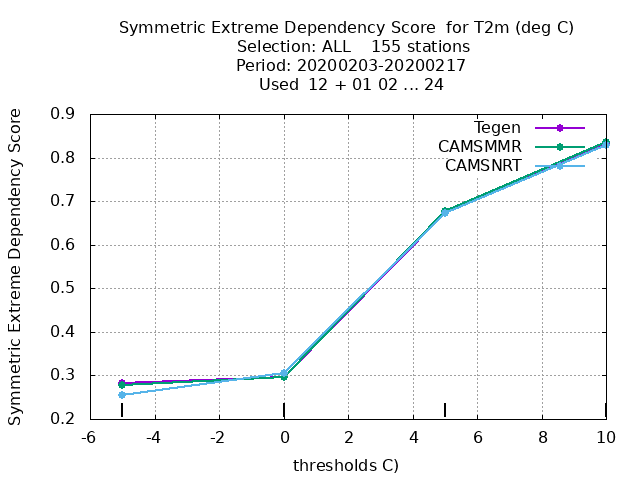 Symmetric Extreme Dependency Score  for T2m (deg C)
Selection: ALL    155 stations
Period: 20200203-20200217
Used  12 + 01 02 ... 24
Symmetric Extreme Dependency Score
0.9
0.8
0.7
0.6
0.5
0.4
0.3
0.2
Tegen
CAMSMMR
CAMSNRT
-6 -4 -2 0 2 4 6 8 10
thresholds C)